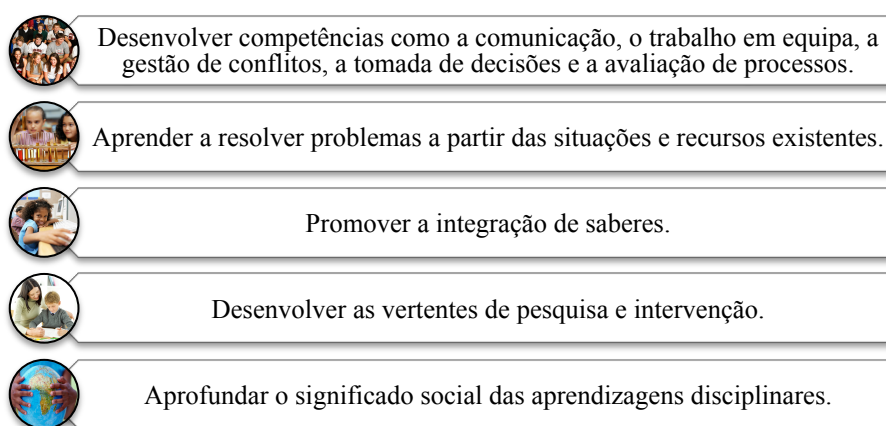 Desenvolver competências como a comunicação, o trabalho em equipa, a
gestão de conflitos, a tomada de decisões e a avaliação de processos.
Aprender a resolver problemas a partir das situações e recursos existentes.
Promover a integração de saberes.
Desenvolver as vertentes de pesquisa e intervenção.
Aprofundar o significado social das aprendizagens disciplinares.